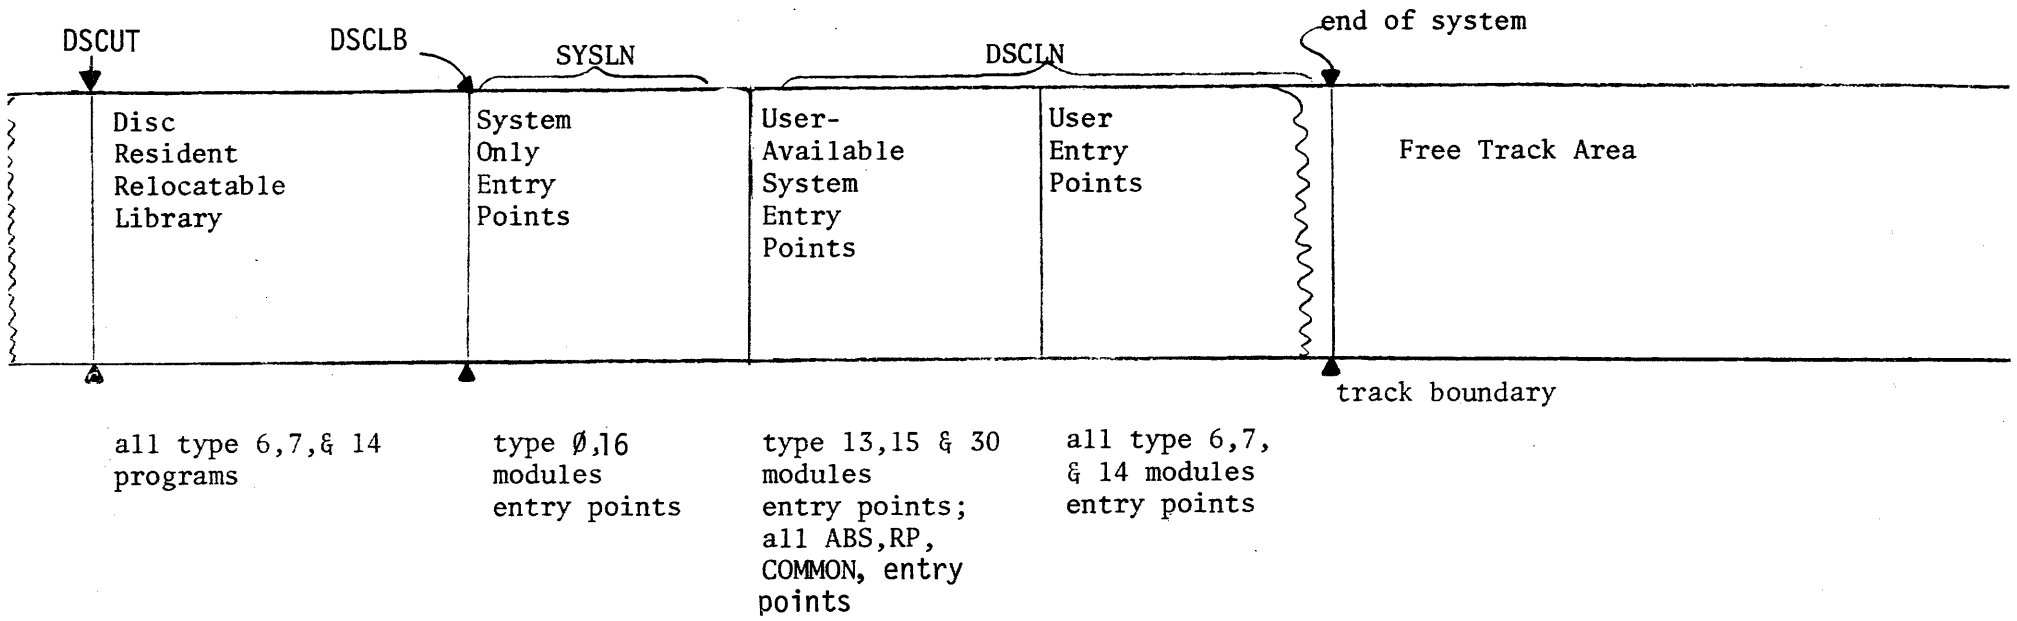 end of system
DSCUT
DSCLB
SYSLN
DSCLN
Disc
Resident
Relocatable
Library
System
Only
Entry
Points
User-
Available
System
Entry
Points
User
Entry
Points
Free Track Area
track boundary
all type 6,7,& 14
programs
type Ø,16
modules
entry points
type 13,15 & 30
modules
entry points;
all ABS,RP,
COMMON, entry
points
all type 6,7,
& 14 modules
entry points